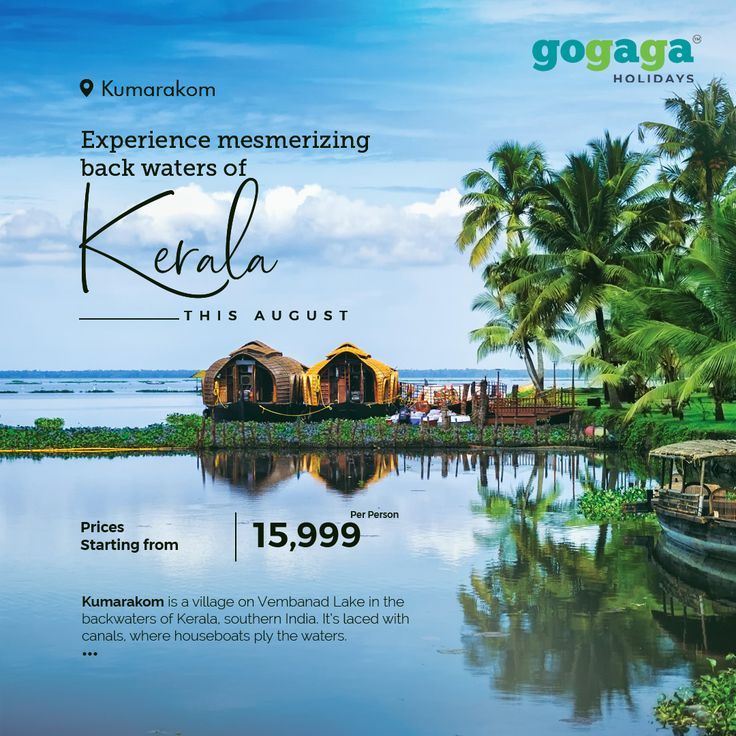 gogaga TM
HOLIDAYS
Kumarakom
Experience mesmerizing
back waters of
Kerala
THIS AUGUST
Prices
Starting from
15,999
Per Person
Kumarakom is a village on Vembanad Lake in the
backwaters of Kerala, southern India. It's laced with
canals, where houseboats ply the waters.